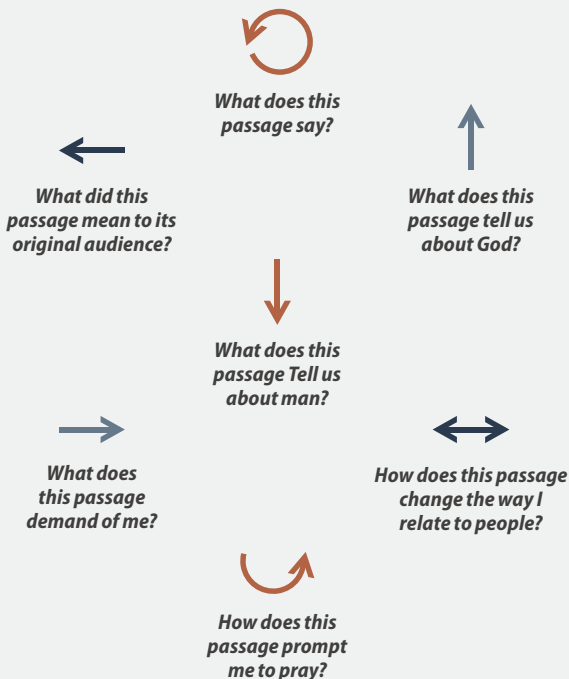 What does this
passage say?
What did this
passage mean to its
original audience?
What does this
passage tell us
about God?
What does this
passage Tell us
about man?
What does
this passage
demand of me?
How does this passage
change the way I
relate to people?
How does this
passage prompt
me to pray?